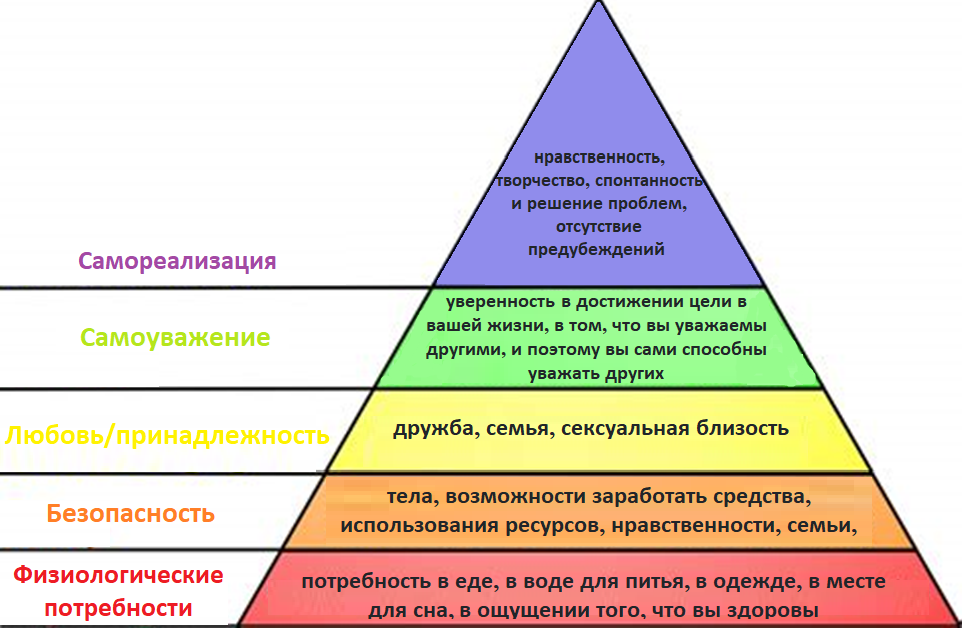 нравственность,
творчество, спонтанность
и решение проблем,
отсутствие
предубеждений
Самореализация
уверенность в достижении цели в
вашей жизни, в том, что вы уважаемы
другими, и поэтому вы сами способны
уважать других
Самоуважение
дружба, семья, сексуальная близость
Любовь/принадлежность
тела, возможности заработать средства,
использования ресурсов, нравственности, семьи,
Безопасность
потребность в еде, в воде для питья, в одежде, в месте
для сна, в ощущении того, что вы здоровы
Физиологические
потребности